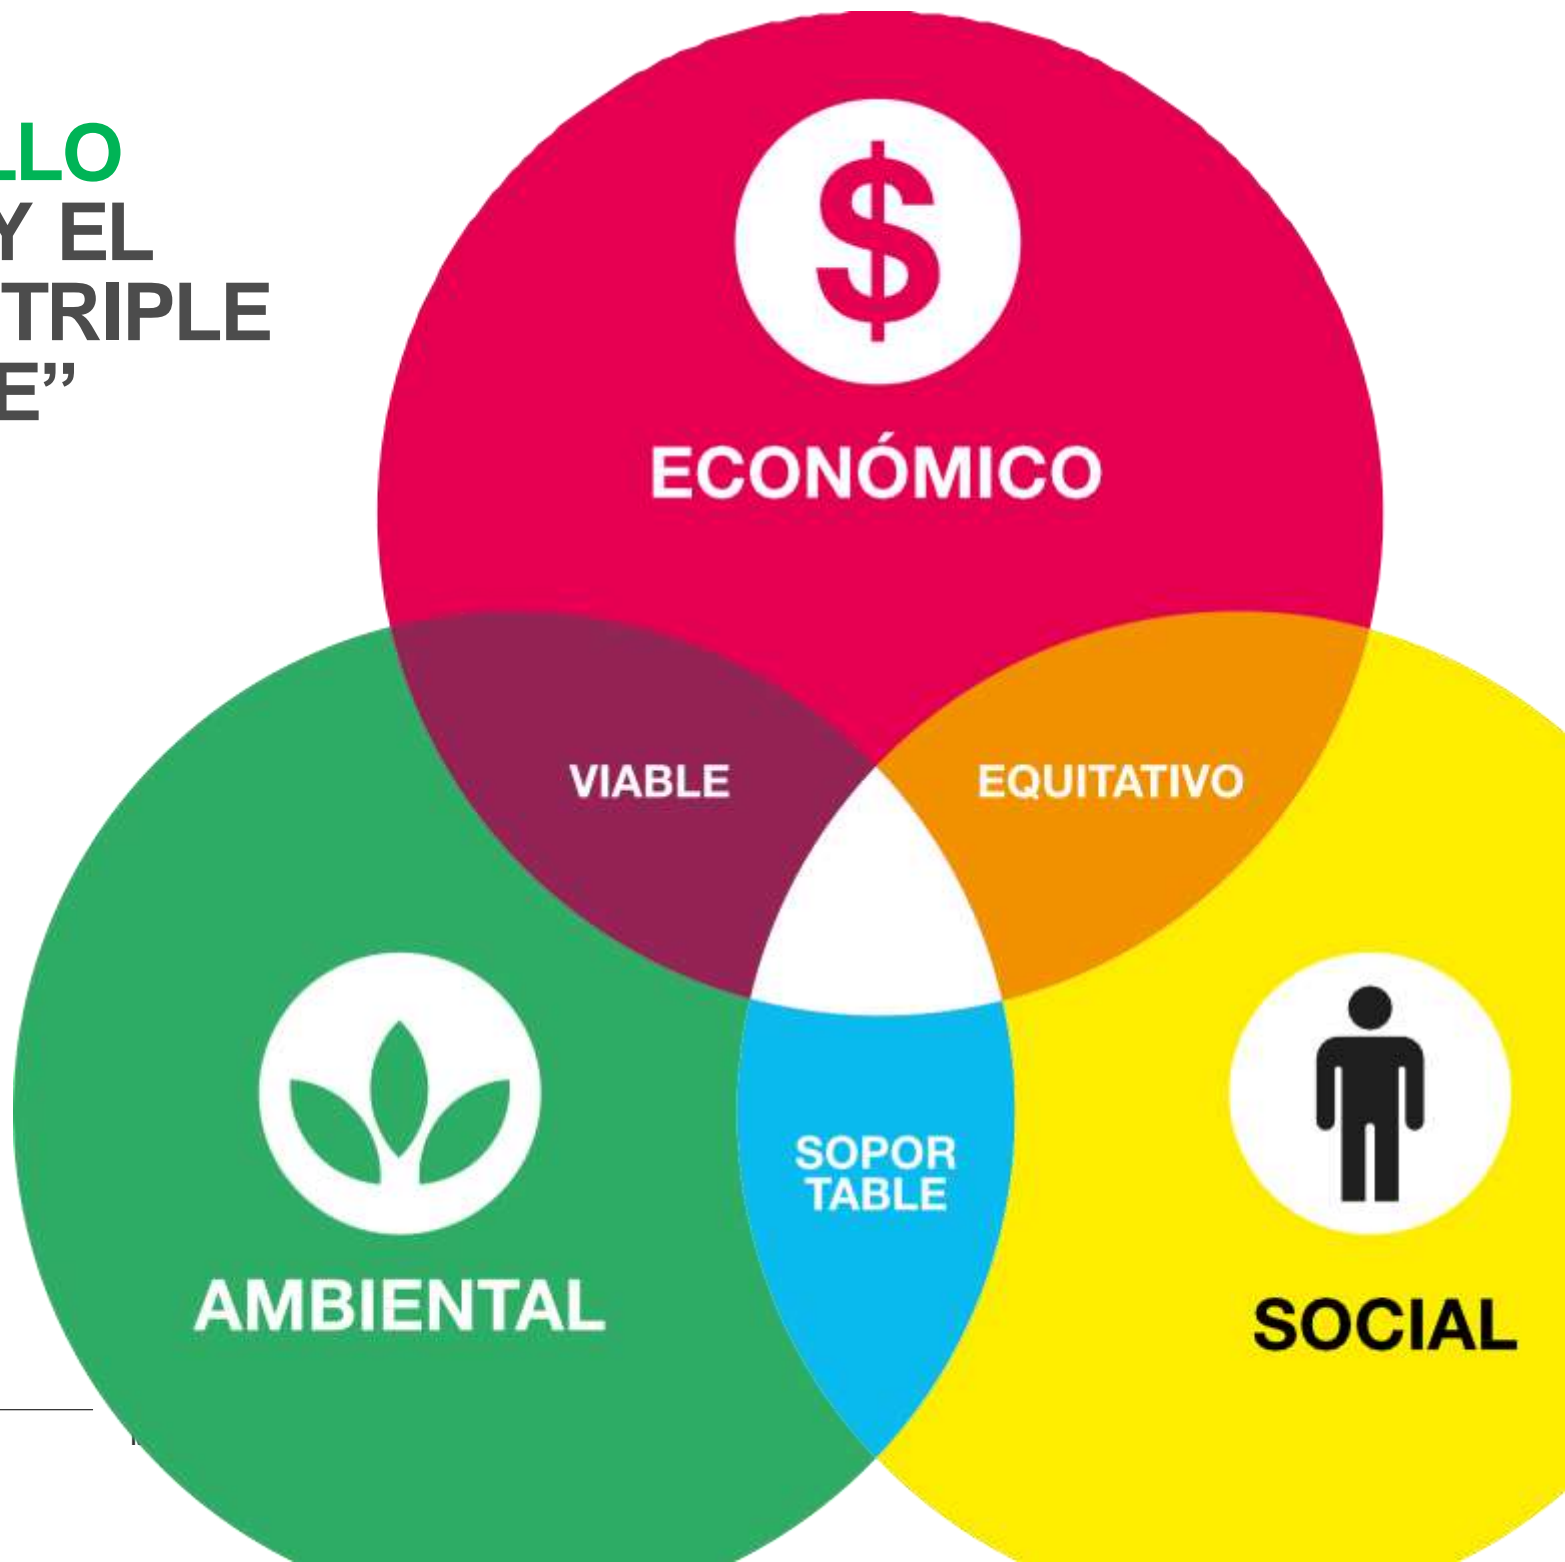 LLO
Y EL
TRIPLE
E”
$
ECONÓMICO
VIABLE
EQUITATIVO
SOPOR
TABLE
AMBIENTAL
SOCIAL